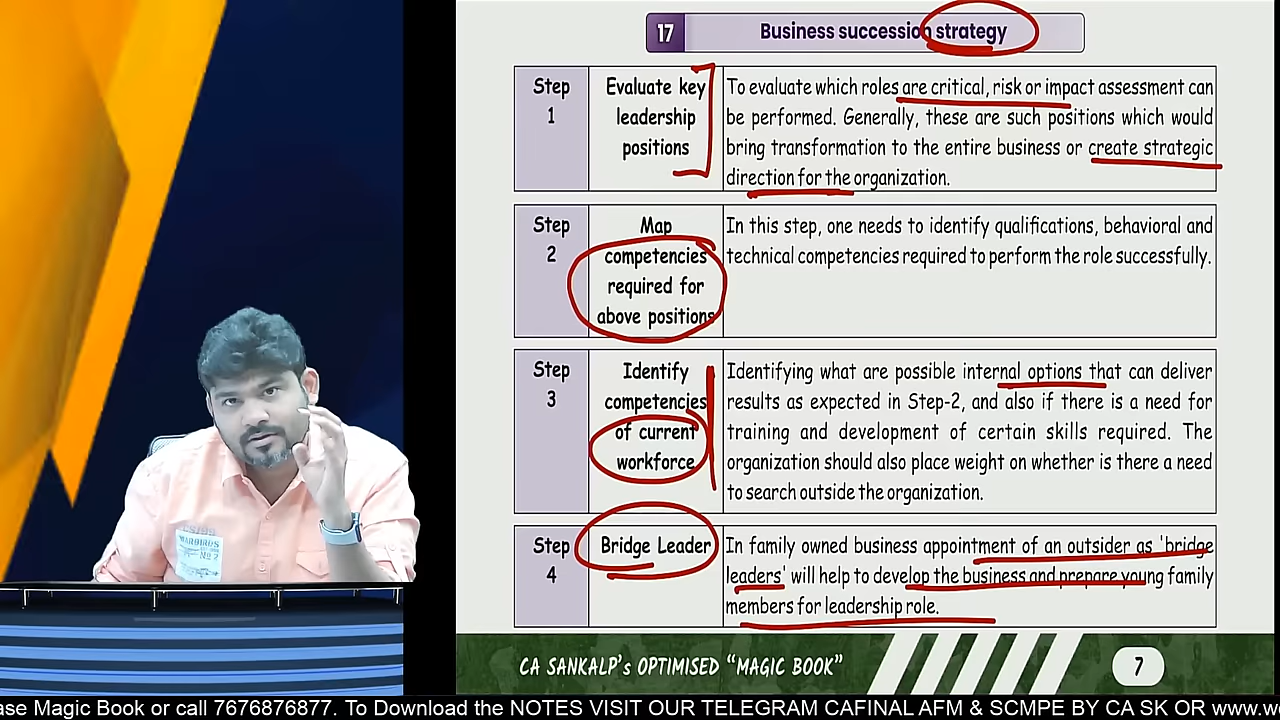 17 Business succession strategy
Step 1
Evaluate key
leadership
positions
To evaluate which roles are critical, risk or impact assessment can
be performed. Generally, these are such positions which would
bring transformation to the entire business or create strategic
direction for the organization.
Step 2
Map
competencies
required for
above positions
In this step, one needs to identify qualifications, behavioral and
technical competencies required to perform the role successfully.
Step 3
Identify
competencies
of current
workforce
Identifying what are possible internal options that can deliver
results as expected in Step-2, and also if there is a need for
training and development of certain skills required. The
organization should also place weight on whether is there a need
to search outside the organization.
Step 4
Bridge Leader
In family owned business appointment of an outsider as 'bridge
leaders' will help to develop the business and prepare young family
members for leadership role.
CA SANKALP's OPTIMISED "MAGIC BOOK"
7
ase Magic Book or call 7676876877. To Download the NOTES VISIT OUR TELEGRAM CAFINAL AFM & SCMPE BY CA SK OR www.w